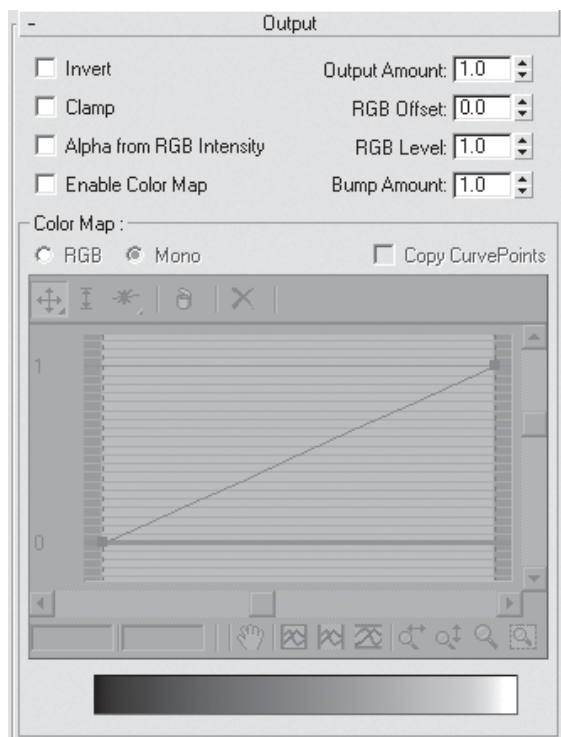 - Output
Invert Output Amount: 1.0
Clamp RGB Offset: 0.0
Alpha from RGB Intensity RGB Level: 1.0
Enable Color Map Bump Amount: 1.0
Color Map :
RGB Mono Copy CurvePoints
1
0